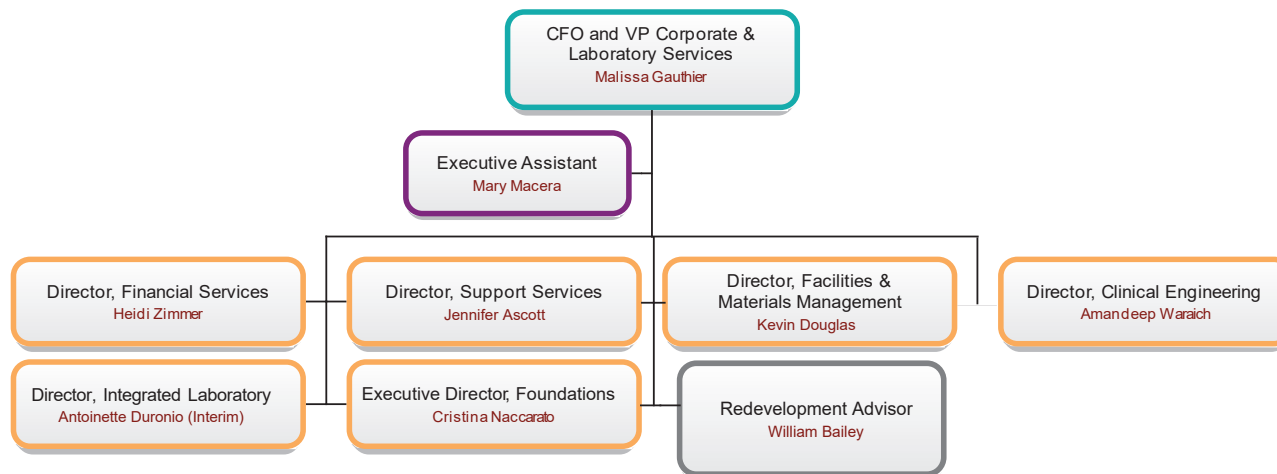 CFO and VP Corporate &
Laboratory Services
Malissa Gauthier
Executive Assistant
Mary Macera
Director, Financial Services
Heidi Zimmer
Director, Support Services
Jennifer Ascott
Director, Facilities &
Materials Management
Kevin Douglas
Director, Clinical Engineering
Amandeep Waraich
Director, Integrated Laboratory
Antoinette Duronio (Interim)
Executive Director, Foundations
Cristina Naccarato
Redevelopment Advisor
William Bailey